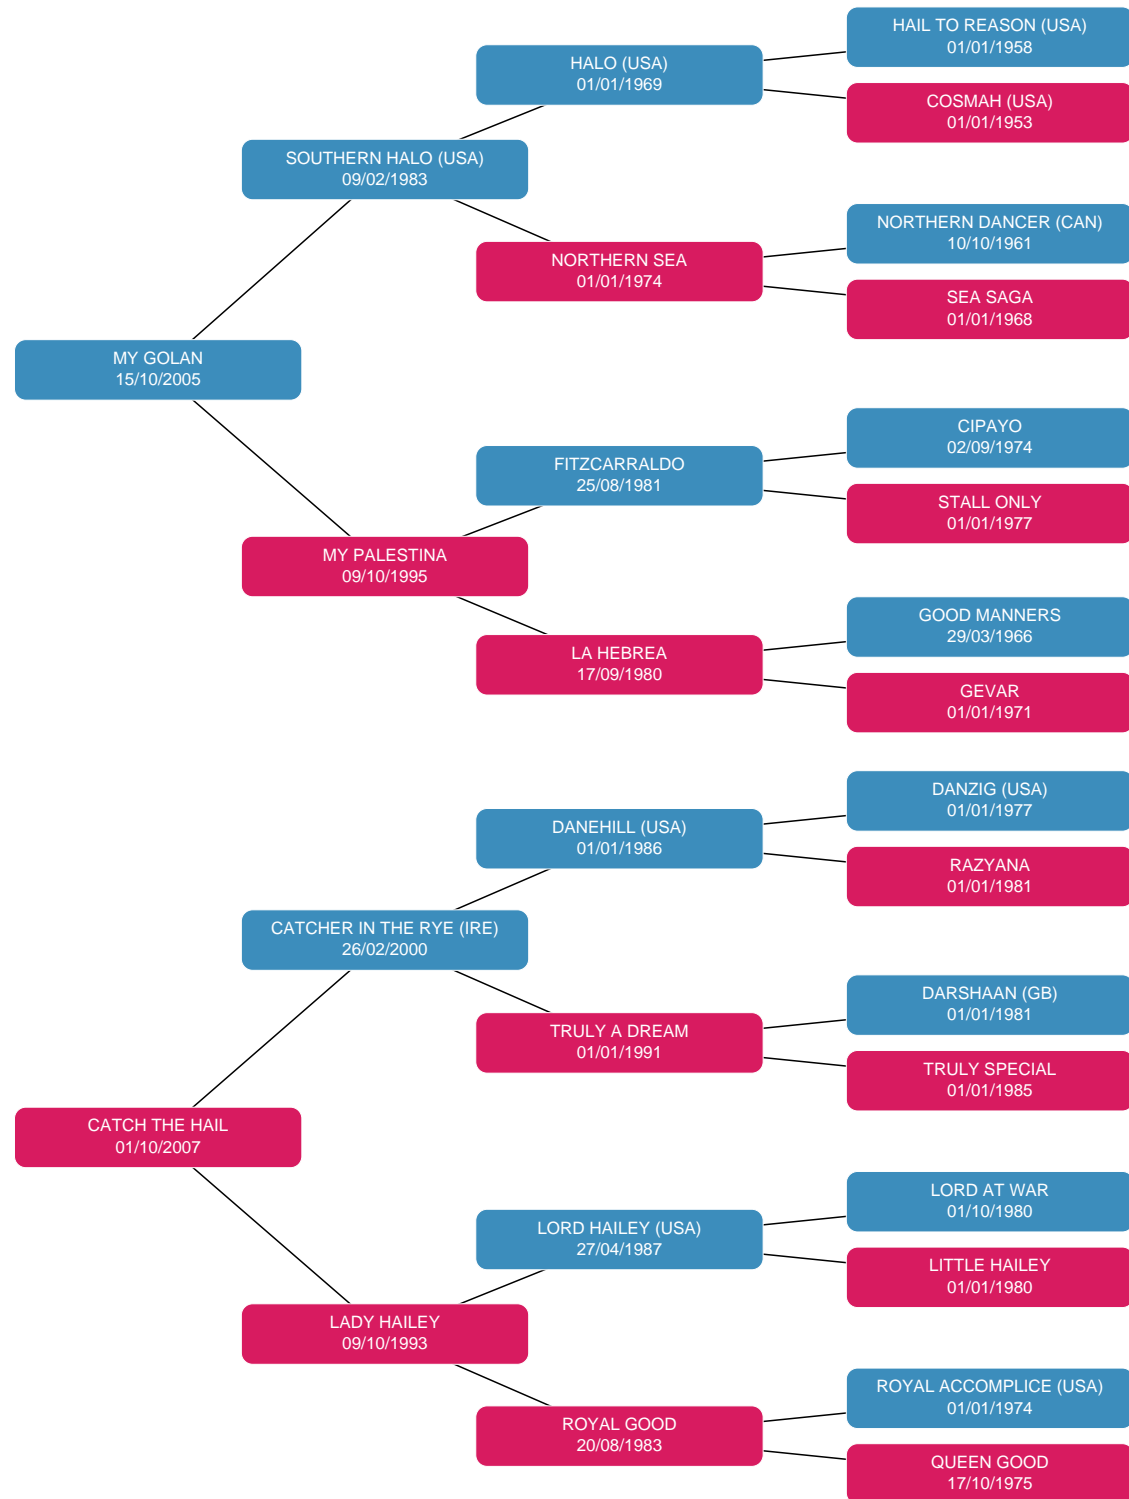 HAIL TO REASON (USA)
01/01/1958
HALO (USA)
01/01/1969
COSMAH (USA)
01/01/1953
SOUTHERN HALO (USA)
09/02/1983
NORTHERN DANCER (CAN)
10/10/1961
NORTHERN SEA
01/01/1974
SEA SAGA
01/01/1968
MY GOLAN
15/10/2005
CIPAYO
02/09/1974
FITZCARRALDO
25/08/1981
STALL ONLY
01/01/1977
MY PALESTINA
09/10/1995
GOOD MANNERS
29/03/1966
LA HEBREA
17/09/1980
GEVAR
01/01/1971
DANZIG (USA)
01/01/1977
DANEHILL (USA)
01/01/1986
RAZYANA
01/01/1981
CATCHER IN THE RYE (IRE)
26/02/2000
DARSHAAN (GB)
01/01/1981
TRULY A DREAM
01/01/1991
TRULY SPECIAL
01/01/1985
CATCH THE HAIL
01/10/2007
LORD AT WAR
01/10/1980
LORD HAILEY (USA)
27/04/1987
LITTLE HAILEY
01/01/1980
LADY HAILEY
09/10/1993
ROYAL ACCOMPLICE (USA)
01/01/1974
ROYAL GOOD
20/08/1983
QUEEN GOOD
17/10/1975